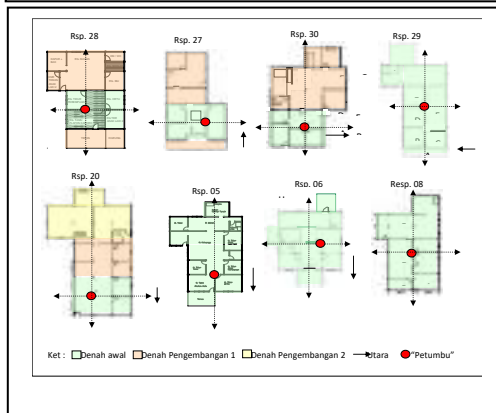 Rsp. 28
Rsp. 27
Rsp. 30
Rsp. 29
Rsp. 20
Rsp. 05
Rsp. 06
Resp. 08
Ket : Denah awal Denah Pengembangan 1 Denah Pengembangan 2 Utara "Petumbu"